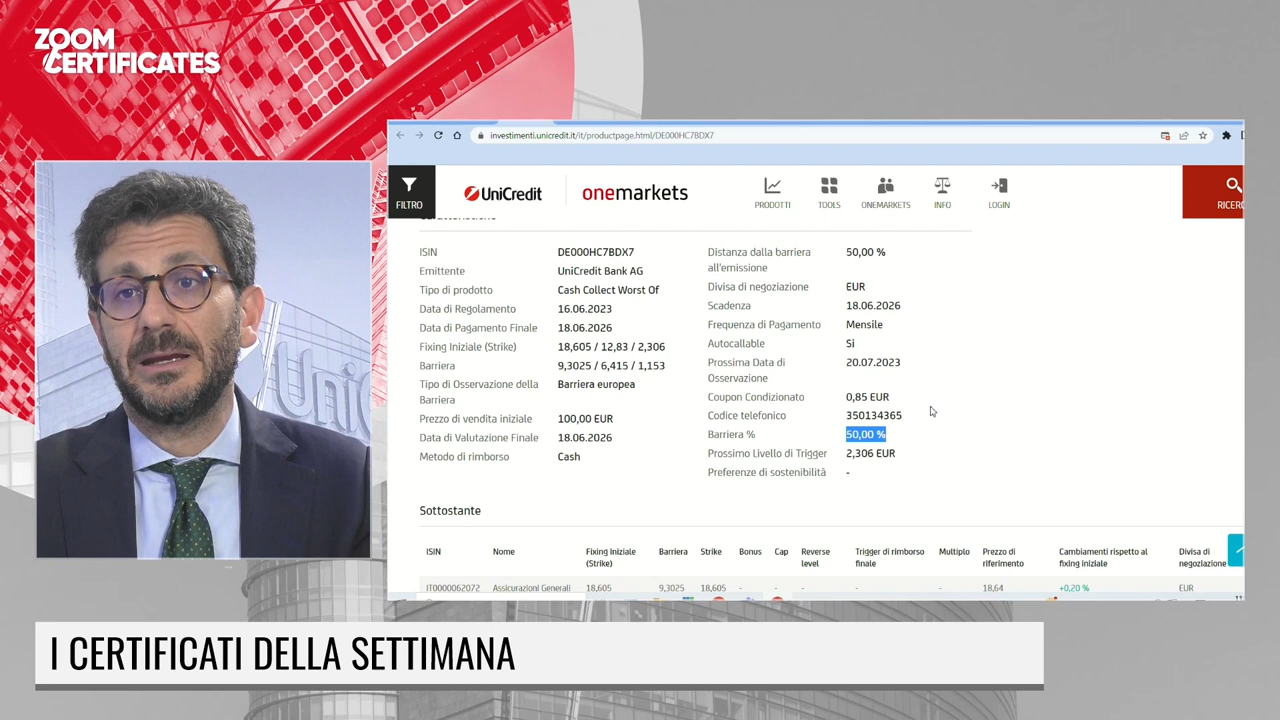 ZOOM
CERTIFICATES
investimenti.unicredit.it/it/productpage.html/DE000HC7BDX7
FILTRO
UniCredit
onemarkets
PRODOTTI
TOOLS
ONEMARKETS
INFO
LOGIN
RICERC
ISIN DE000HC7BDX7
Emittente UniCredit Bank AG
Tipo di prodotto Cash Collect Worst Of
Data di Regolamento 16.06.2023
Data di Pagamento Finale 18.06.2026
Fixing Iniziale (Strike) 18,605 / 12,83 / 2,306
Barriera 9,3025 / 6,415 / 1,153
Tipo di Osservazione della Barriera europea
Barriera
Prezzo di vendita iniziale 100,00 EUR
Data di Valutazione Finale 18.06.2026
Metodo di rimborso Cash
Distanza dalla barriera 50,00 %
all'emissione
Divisa di negoziazione EUR
Scadenza 18.06.2026
Frequenza di Pagamento Mensile
Autocallable Si
Prossima Data di 20.07.2023
Osservazione
Coupon Condizionato 0,85 EUR
Codice telefonico 350134365
Barriera % 50,00 %
Prossimo Livello di Trigger 2,306 EUR
Preferenze di sostenibilità -
Sottostante
ISIN Nome Fixing Iniziale Barriera Strike Bonus Cap Reverse Trigger di rimborso Multiplo Prezzo di Cambiamenti rispetto al Divisa di
(Strike) level finale riferimento fixing iniziale negoziazione
IT0000062072 Assicurazioni Generali 18,605 9,3025 18,605 - - - - - 18,64 +0,20 % EUR
UniC
I CERTIFICATI DELLA SETTIMANA